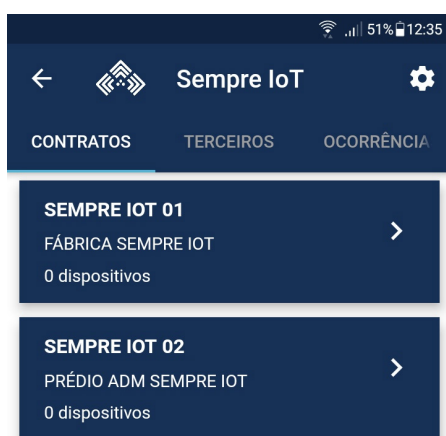 51% 12:35
Sempre IoT
CONTRATOS TERCEIROS OCORRÊNCIA
SEMPRE IOT 01
FÁBRICA SEMPRE IOT
0 dispositivos
SEMPRE IOT 02
PRÉDIO ADM SEMPRE IOT
0 dispositivos